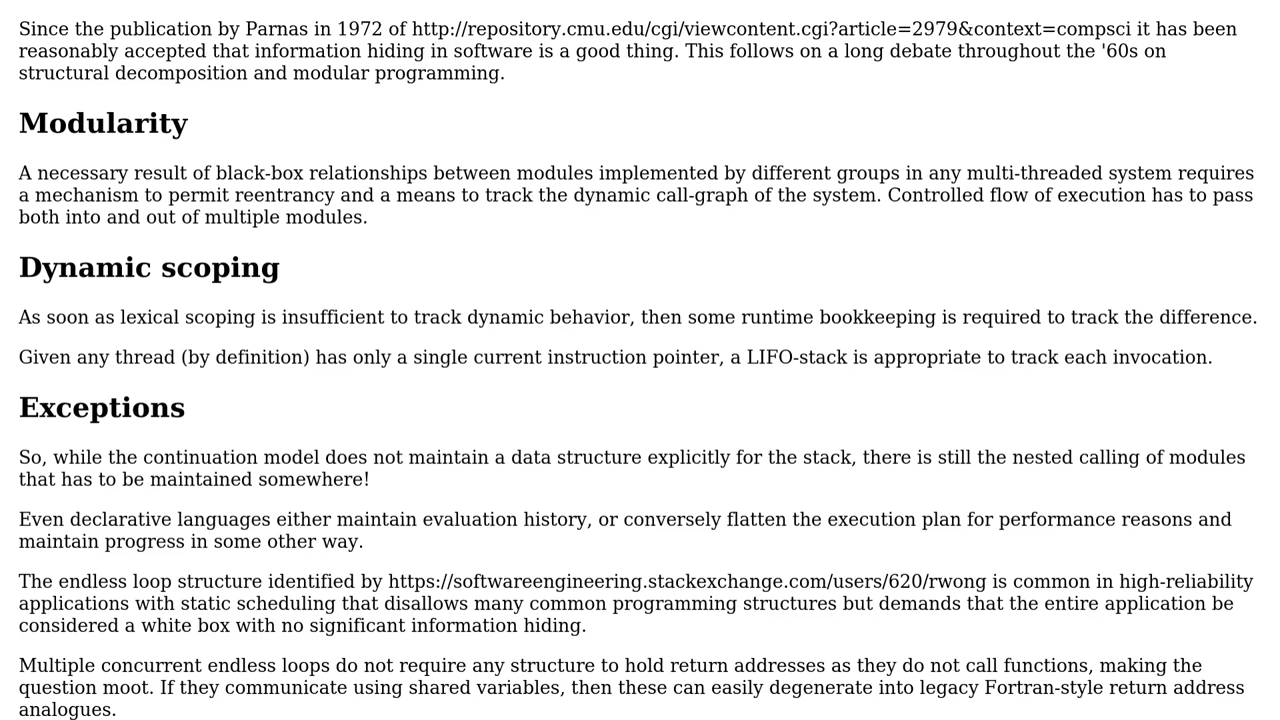 Since the publication by Parnas in 1972 of http://repository.cmu.edu/cgi/viewcontent.cgi?article=2979&context=compsci it has been
reasonably accepted that information hiding in software is a good thing. This follows on a long debate throughout the '60s on
structural decomposition and modular programming.
Modularity
A necessary result of black-box relationships between modules implemented by different groups in any multi-threaded system requires
a mechanism to permit reentrancy and a means to track the dynamic call-graph of the system. Controlled flow of execution has to pass
both into and out of multiple modules.
Dynamic scoping
As soon as lexical scoping is insufficient to track dynamic behavior, then some runtime bookkeeping is required to track the difference.
Given any thread (by definition) has only a single current instruction pointer, a LIFO-stack is appropriate to track each invocation.
Exceptions
So, while the continuation model does not maintain a data structure explicitly for the stack, there is still the nested calling of modules
that has to be maintained somewhere!
Even declarative languages either maintain evaluation history, or conversely flatten the execution plan for performance reasons and
maintain progress in some other way.
The endless loop structure identified by https://softwareengineering.stackexchange.com/users/620/rwong is common in high-reliability
applications with static scheduling that disallows many common programming structures but demands that the entire application be
considered a white box with no significant information hiding.
Multiple concurrent endless loops do not require any structure to hold return addresses as they do not call functions, making the
question moot. If they communicate using shared variables, then these can easily degenerate into legacy Fortran-style return address
analogues.